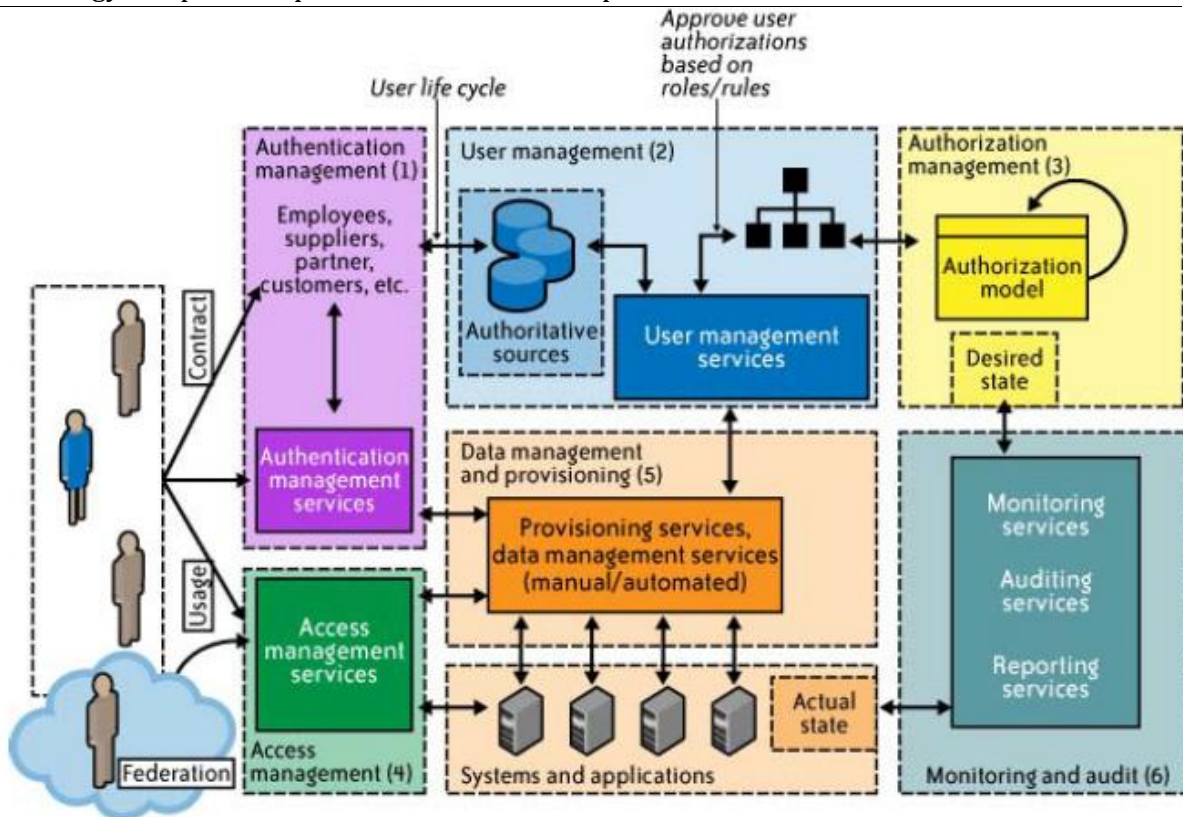 Approve user
authorizations
based on
roles/rules
User life cycle
Authentication
management (1)
Employees,
suppliers,
partner,
customers, etc.
Authentication
management
services
User management (2)
Authoritative
sources
User management
services
Authorization
management (3)
Authorization
model
Desired
state
Contract
Usage
Federation
Access
management
services
Access
management (4)
Data management
and provisioning (5)
Provisioning services,
data management services
(manual/automated)
Systems and applications
Actual
state
Monitoring
services
Auditing
services
Reporting
services
Monitoring and audit (6)